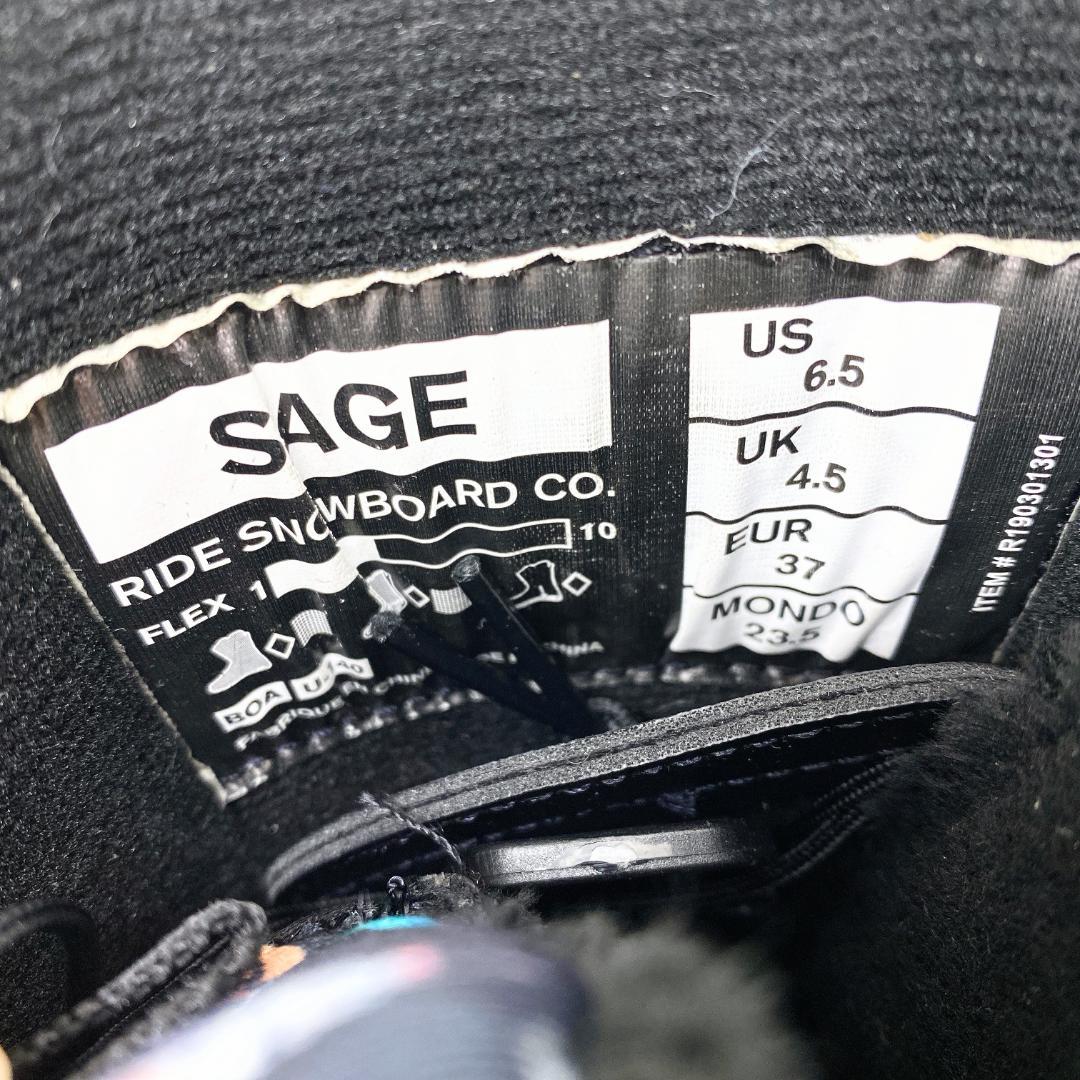 SAGE
RIDE SNOWBOARD CO.
FLEX 1 10
BOA
CHINA
US
6.5
UK
4.5
EUR
37
MONDO
23.5
ITEM # R190301301